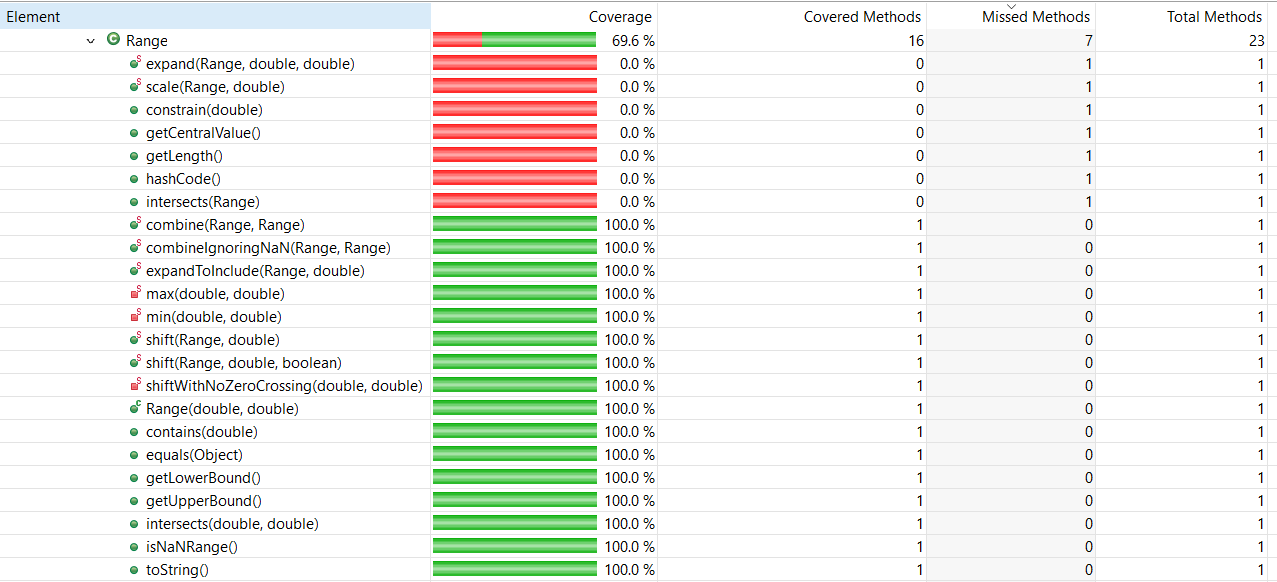 Element Coverage Covered Methods Missed Methods Total Methods
Range 69.6 % 16 7 23
expand(Range, double, double) 0.0 % 0 1 1
scale(Range, double) 0.0 % 0 1 1
constrain(double) 0.0 % 0 1 1
getCentralValue() 0.0 % 0 1 1
getLength() 0.0 % 0 1 1
hashCode() 0.0 % 0 1 1
intersects(Range) 0.0 % 0 1 1
combine(Range, Range) 100.0 % 1 0 1
combineIgnoringNaN(Range, Range) 100.0 % 1 0 1
expandToInclude(Range, double) 100.0 % 1 0 1
max(double, double) 100.0 % 1 0 1
min(double, double) 100.0 % 1 0 1
shift(Range, double) 100.0 % 1 0 1
shift(Range, double, boolean) 100.0 % 1 0 1
shiftWithNoZeroCrossing(double, double) 100.0 % 1 0 1
Range(double, double) 100.0 % 1 0 1
contains(double) 100.0 % 1 0 1
equals(Object) 100.0 % 1 0 1
getLowerBound() 100.0 % 1 0 1
getUpperBound() 100.0 % 1 0 1
intersects(double, double) 100.0 % 1 0 1
isNaNRange() 100.0 % 1 0 1
toString() 100.0 % 1 0 1